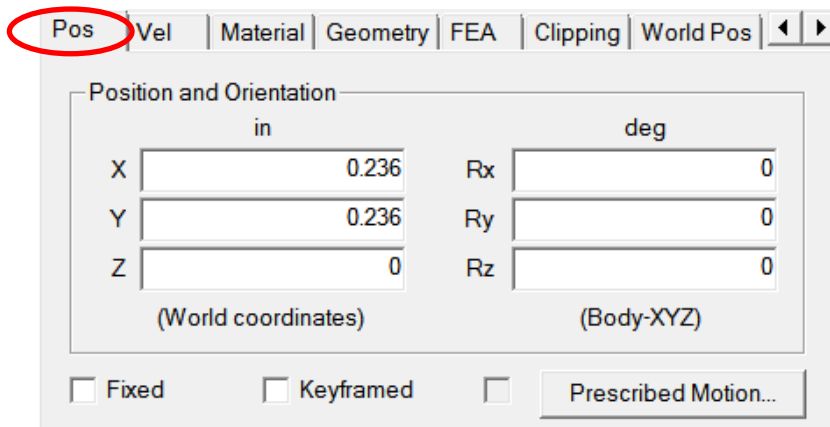 Pos Vel Material Geometry FEA Clipping World Pos
Position and Orientation
in deg
X 0.236 Rx 0
Y 0.236 Ry 0
Z 0 Rz 0
(World coordinates) (Body-XYZ)
Fixed Keyframed Prescribed Motion...